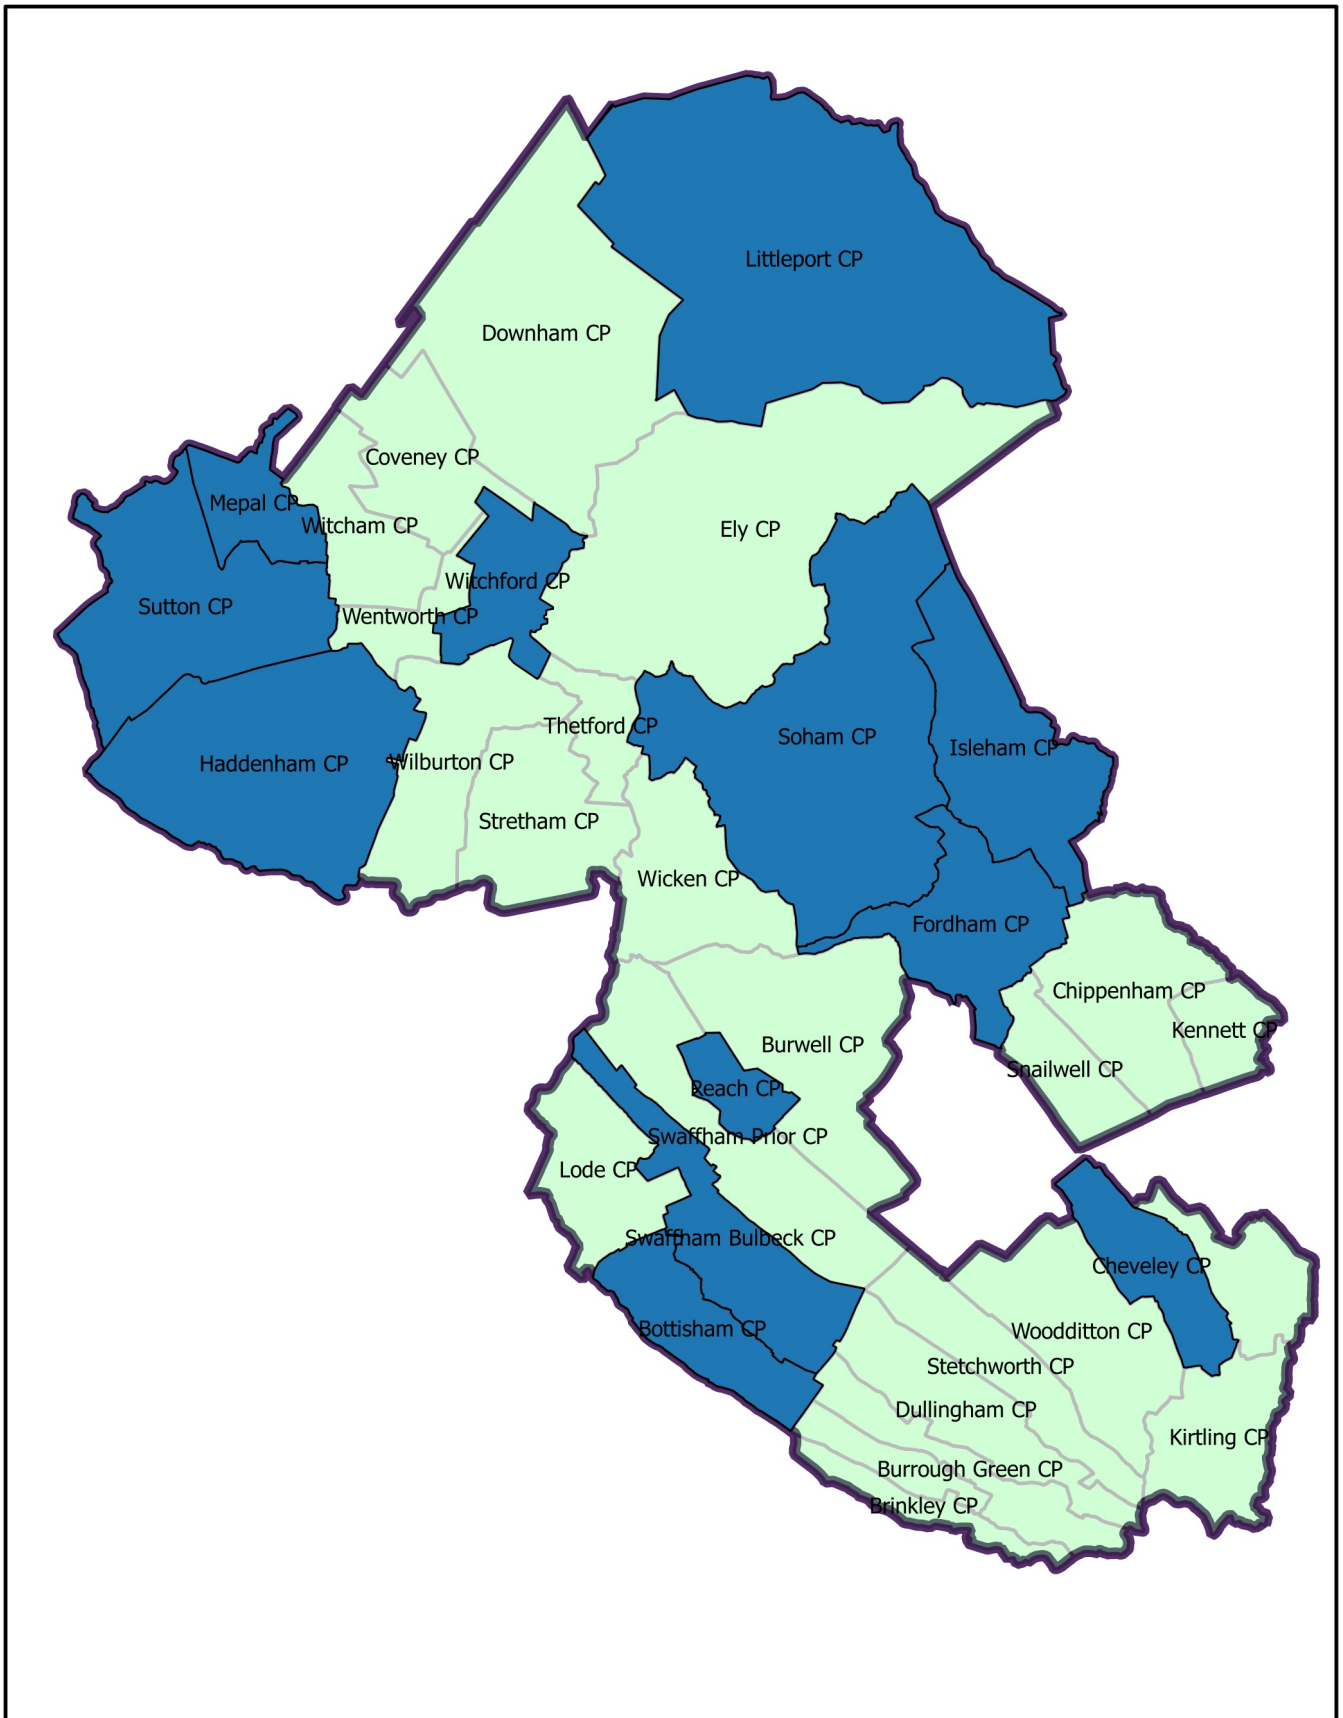 Littleport CP
Downham CP
Coveney CP
Mepal CP
Witcham CP
Ely CP
Witchford CP
Sutton CP
Wentworth CP
Thetford CP
Soham CP
Isleham CP
Haddenham CP
Wilburton CP
Stretham CP
Wicken CP
Fordham CP
Chippenham CP
Kennett CP
Burwell CP
Snailwell CP
Reach CP
Swaffham Prior CP
Lode CP
Swaffham Bulbeck CP
Cheveley CP
Bottisham CP
Woodditton CP
Stetchworth CP
Dullingham CP
Kirtling CP
Burrough Green CP
Brinkley CP